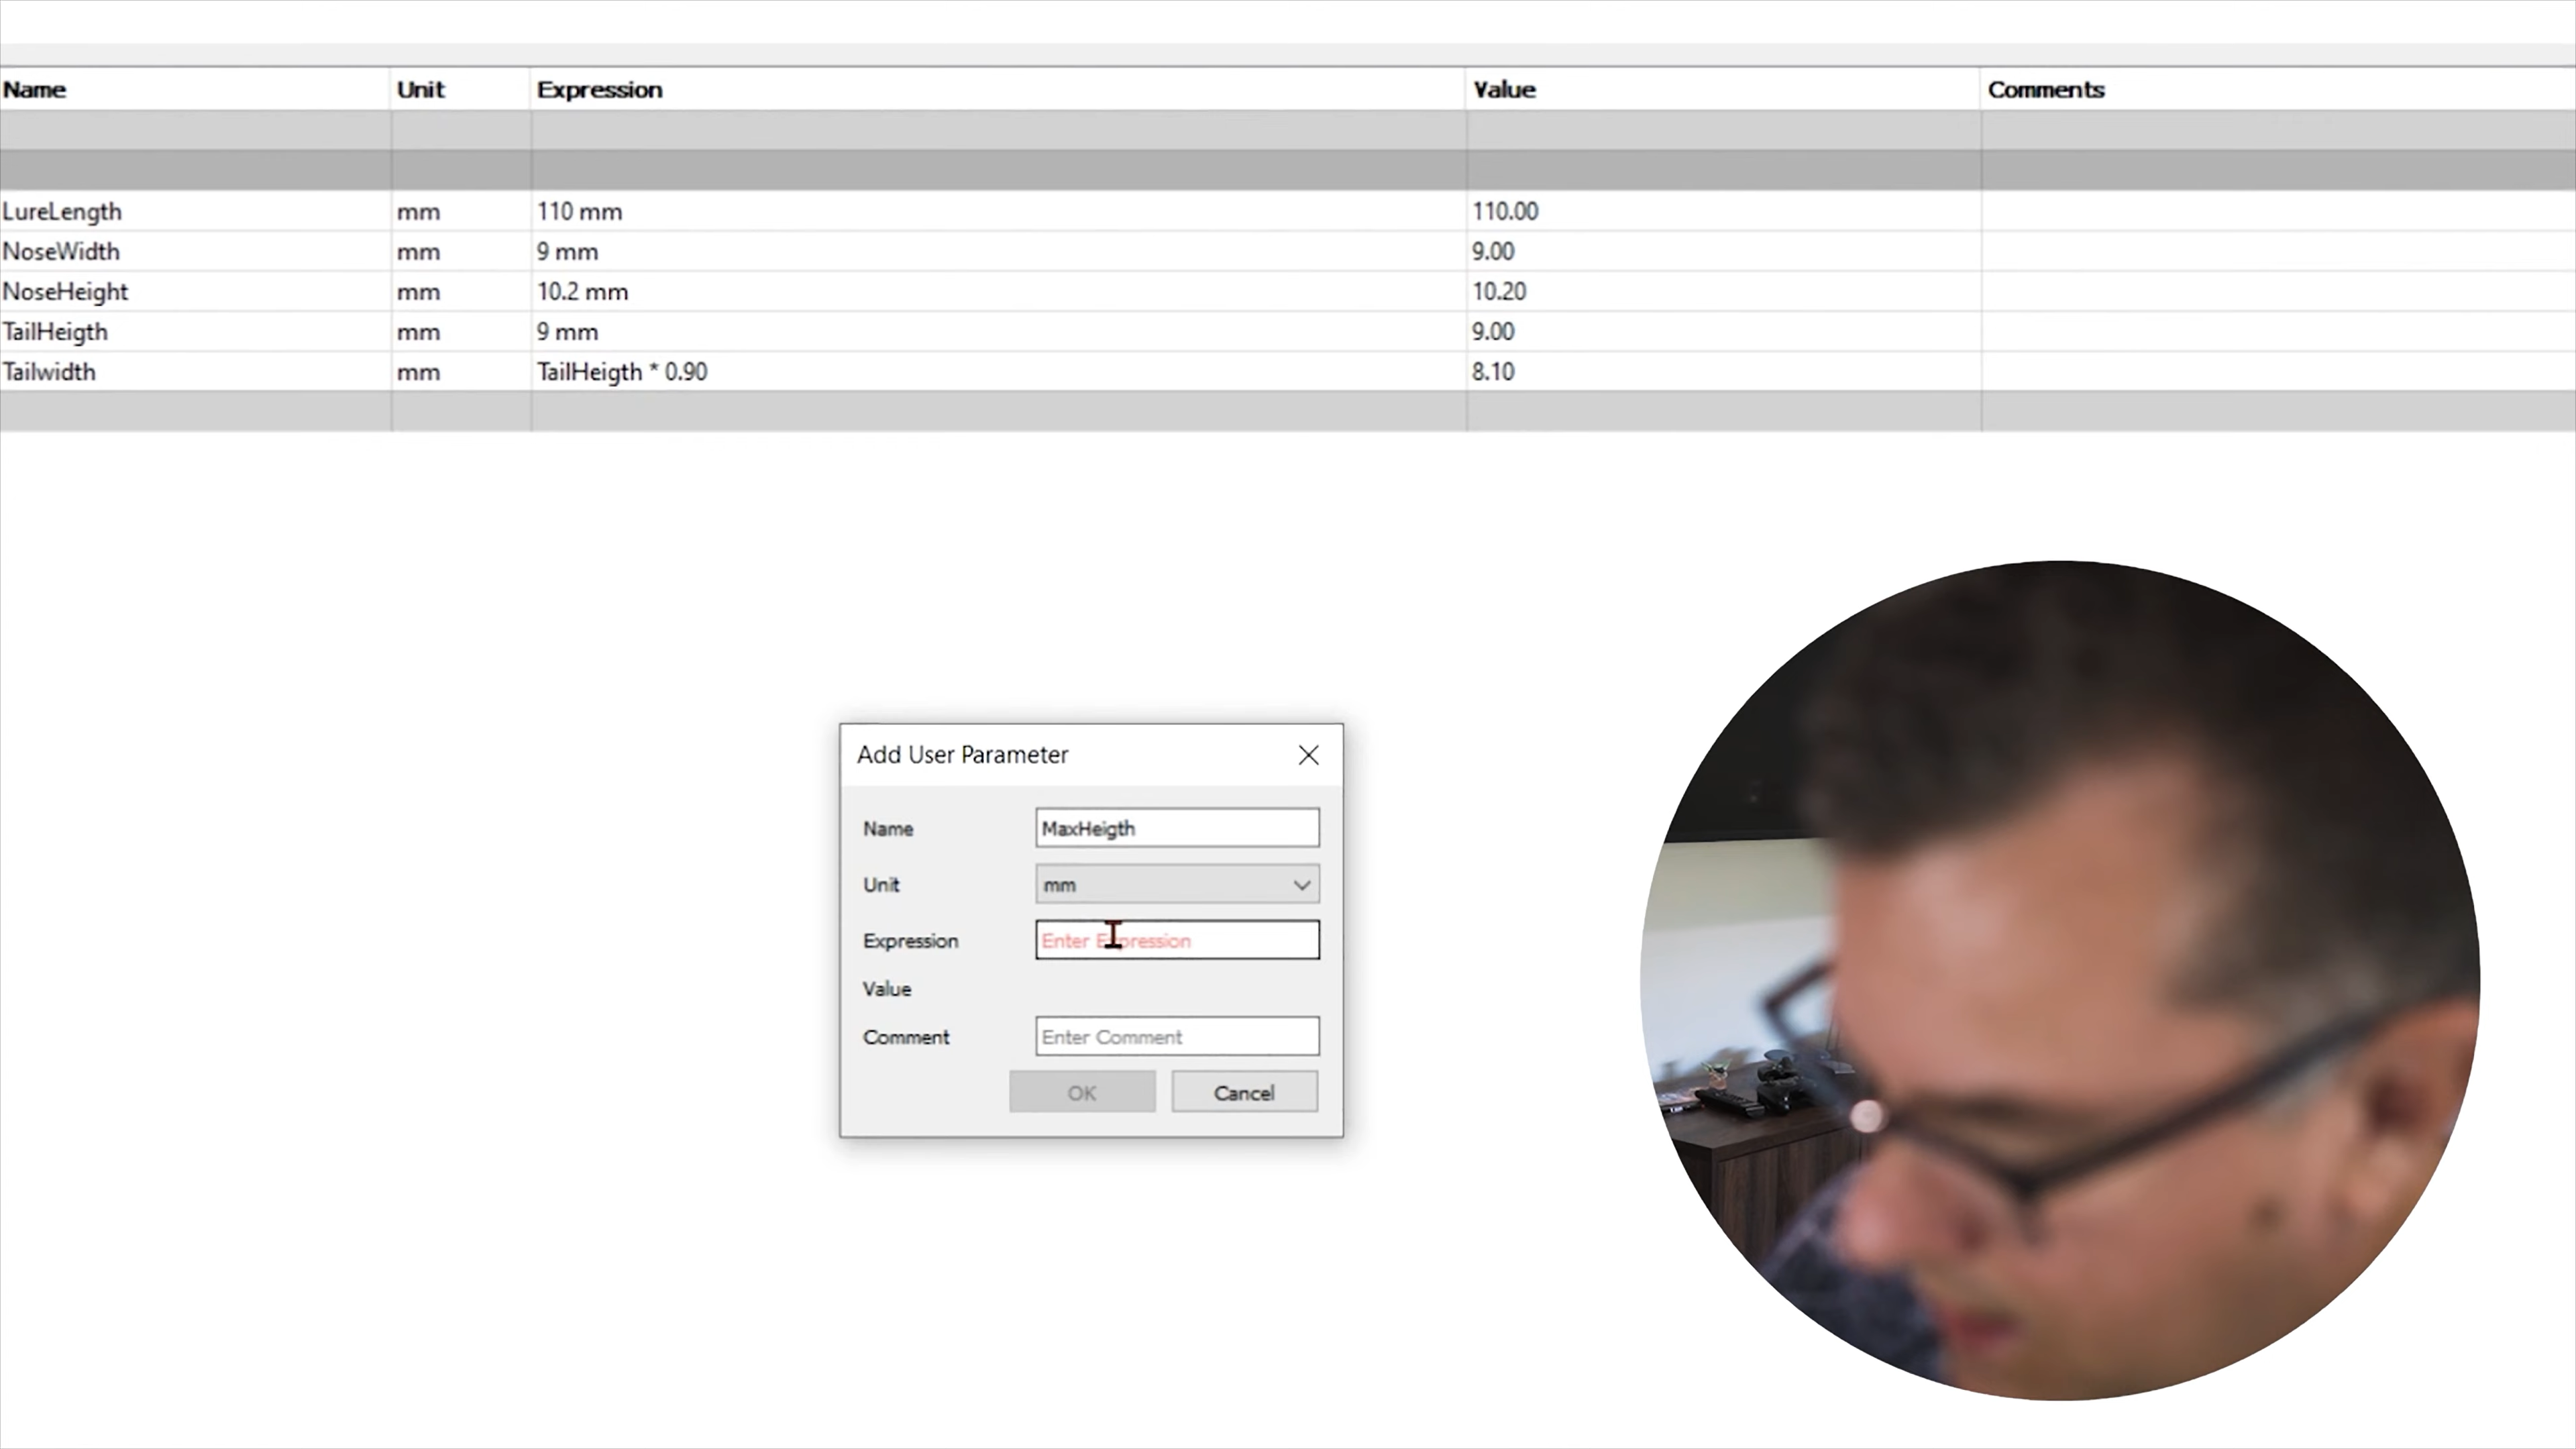 Name Unit Expression Value Comments
LureLength mm 110 mm 110.00
NoseWidth mm 9 mm 9.00
NoseHeight mm 10.2 mm 10.20
TailHeigth mm 9 mm 9.00
Tailwidth mm TailHeigth * 0.90 8.10
Add User Parameter
Name MaxHeigth
Unit mm
Expression Enter Expression
Value
Comment Enter Comment
OK Cancel